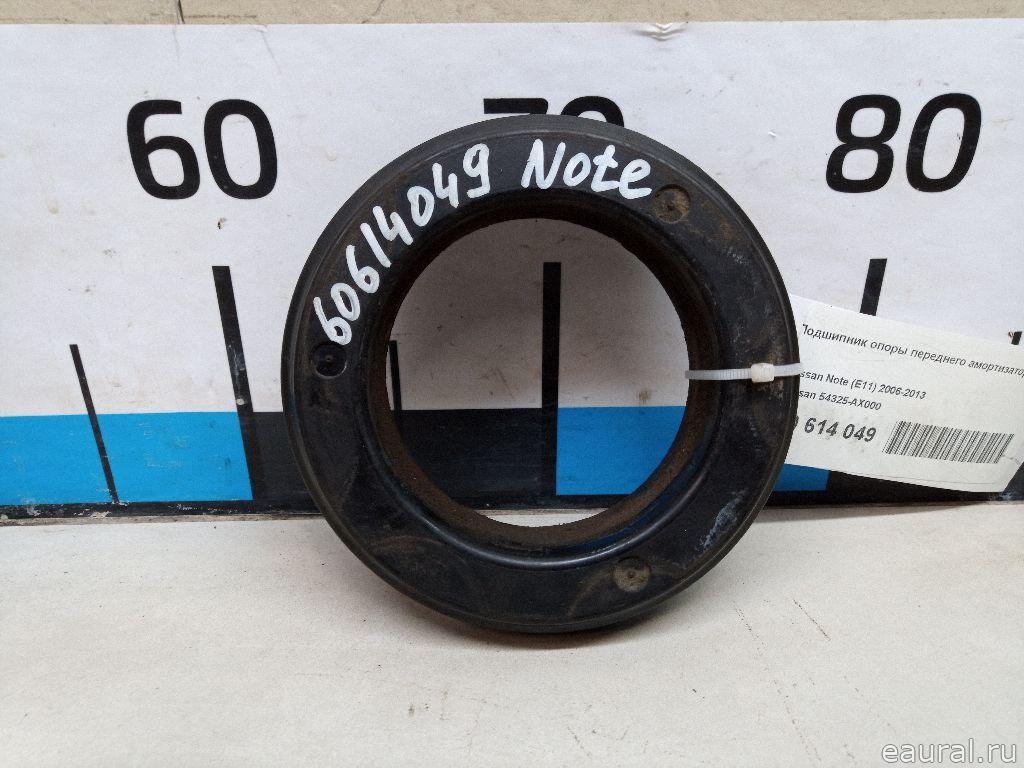 60 70 80
60614049 Note
Подшипник опоры переднего амортизатор
ssan Note (E11) 2006-2013
san 54325-AX000
614 049
eaural.ru